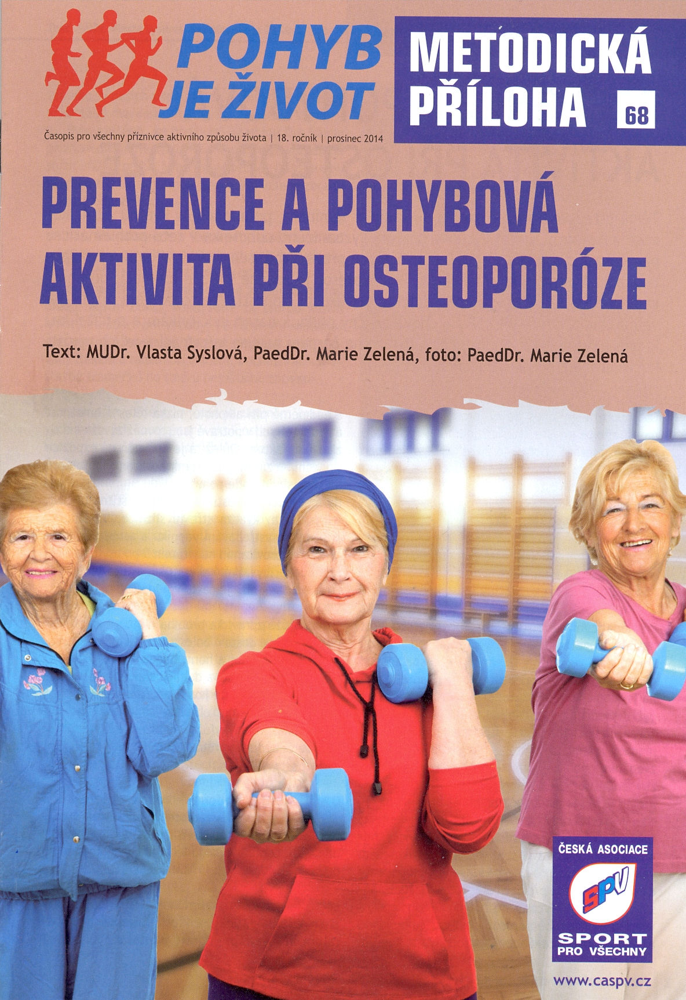 POHYB
JE ŽIVOT
METODICKÁ
PŘÍLOHA 68
Časopis pro všechny příznivce aktivního způsobu života | 18. ročník | prosinec 2014
PREVENCE A POHYBOVÁ
AKTIVITA PŘI OSTEOPORÓZE
Text: MUDr. Vlasta Syslová, PaedDr. Marie Zelená, foto: PaedDr. Marie Zelená
ČESKÁ ASOCIACE
SPV
SPORT
PRO VŠECHNY
www.caspv.cz